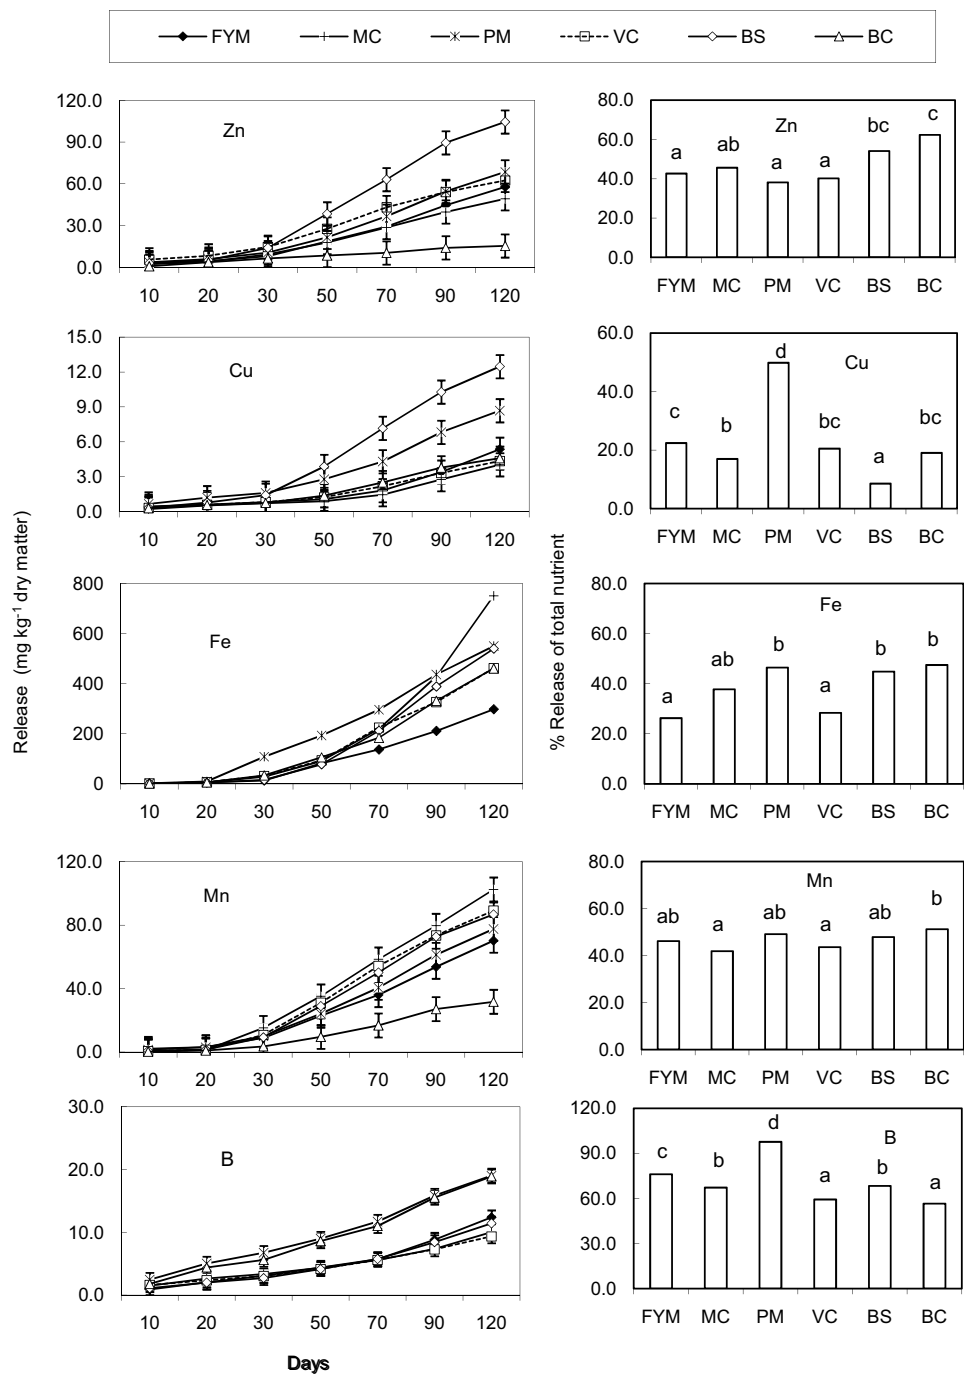 FYM MC PM VC BS BC
Release (mg kg-1 dry matter)
120.0
90.0
60.0
30.0
0.0
Zn
10 20 30 50 70 90 120
15.0
12.0
9.0
6.0
3.0
0.0
Cu
10 20 30 50 70 90 120
800
600
400
200
0
Fe
10 20 30 50 70 90 120
120.0
80.0
40.0
0.0
Mn
10 20 30 50 70 90 120
30.0
20.0
10.0
0.0
B
10 20 30 50 70 90 120
Days
% Release of total nutrient
80.0
60.0
40.0
20.0
0.0
Zn
a ab a a bc c
FYM MC PM VC BS BC
60.0
40.0
20.0
0.0
Cu
c b d bc a bc
FYM MC PM VC BS BC
80.0
60.0
40.0
20.0
0.0
Fe
a ab b a b b
FYM MC PM VC BS BC
80.0
60.0
40.0
20.0
0.0
Mn
ab a ab a ab b
FYM MC PM VC BS BC
120.0
90.0
60.0
30.0
0.0
B
c b d a b a
FYM MC PM VC BS BC